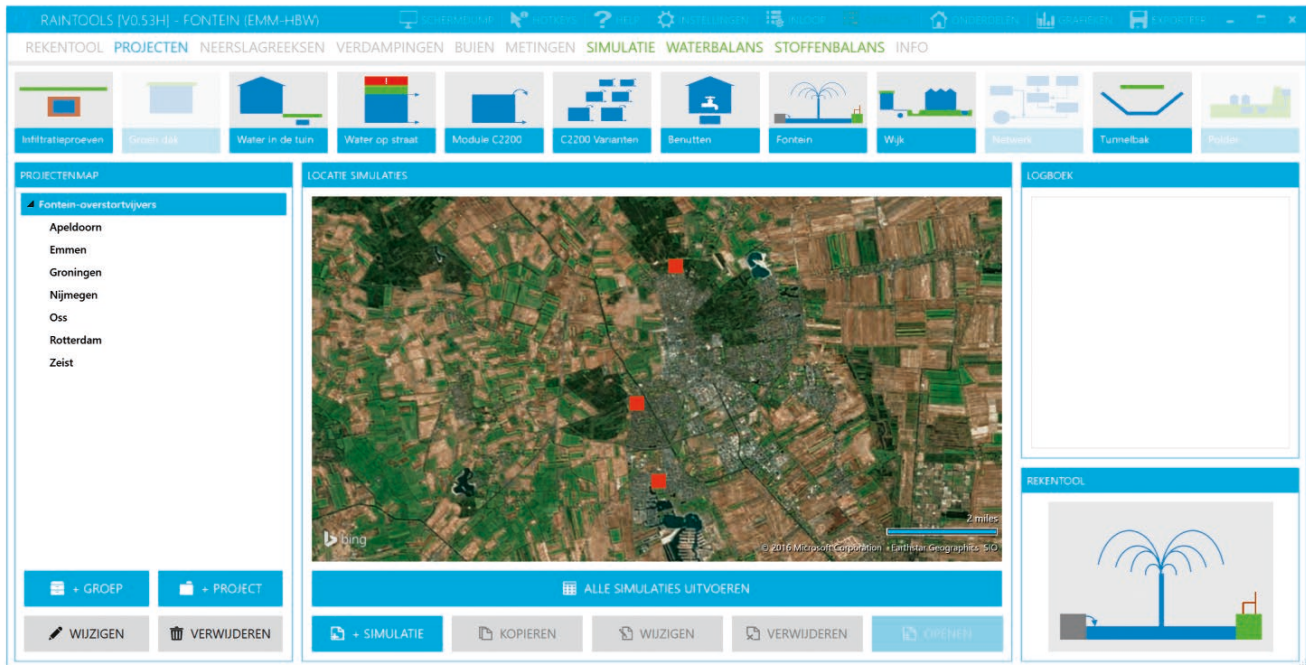 RAINTOOLS [V0.53H] - FONTEIN (EMM-HBW) SCHERMDUMP HOTKEYS HELP INSTELLINGEN INLOOP ONDERDELEN GRAFIEKEN EXPORTEER
REKENTOOL PROJECTEN NEERSLAGREEKSEN VERDAMPINGEN BUIEN METINGEN SIMULATIE WATERBALANS STOFFENBALANS INFO
Infiltratieproeven Groen dak Water in de tuin Water op straat Module C2200 C2200 Varianten Benutten Fontein Wijk Netwerk Tunnelbak Polder
PROJECTENMAP
Fontein-overstortvijvers
Apeldoorn
Emmen
Groningen
Nijmegen
Oss
Rotterdam
Zeist
+ GROEP + PROJECT
WIJZIGEN VERWIJDEREN
LOCATIE SIMULATIES
2 miles
bing
© 2016 Microsoft Corporation Earthstar Geographics SIO
ALLE SIMULATIES UITVOEREN
+ SIMULATIE KOPIEREN WIJZIGEN VERWIJDEREN OPENEN
LOGBOEK
REKENTOOL